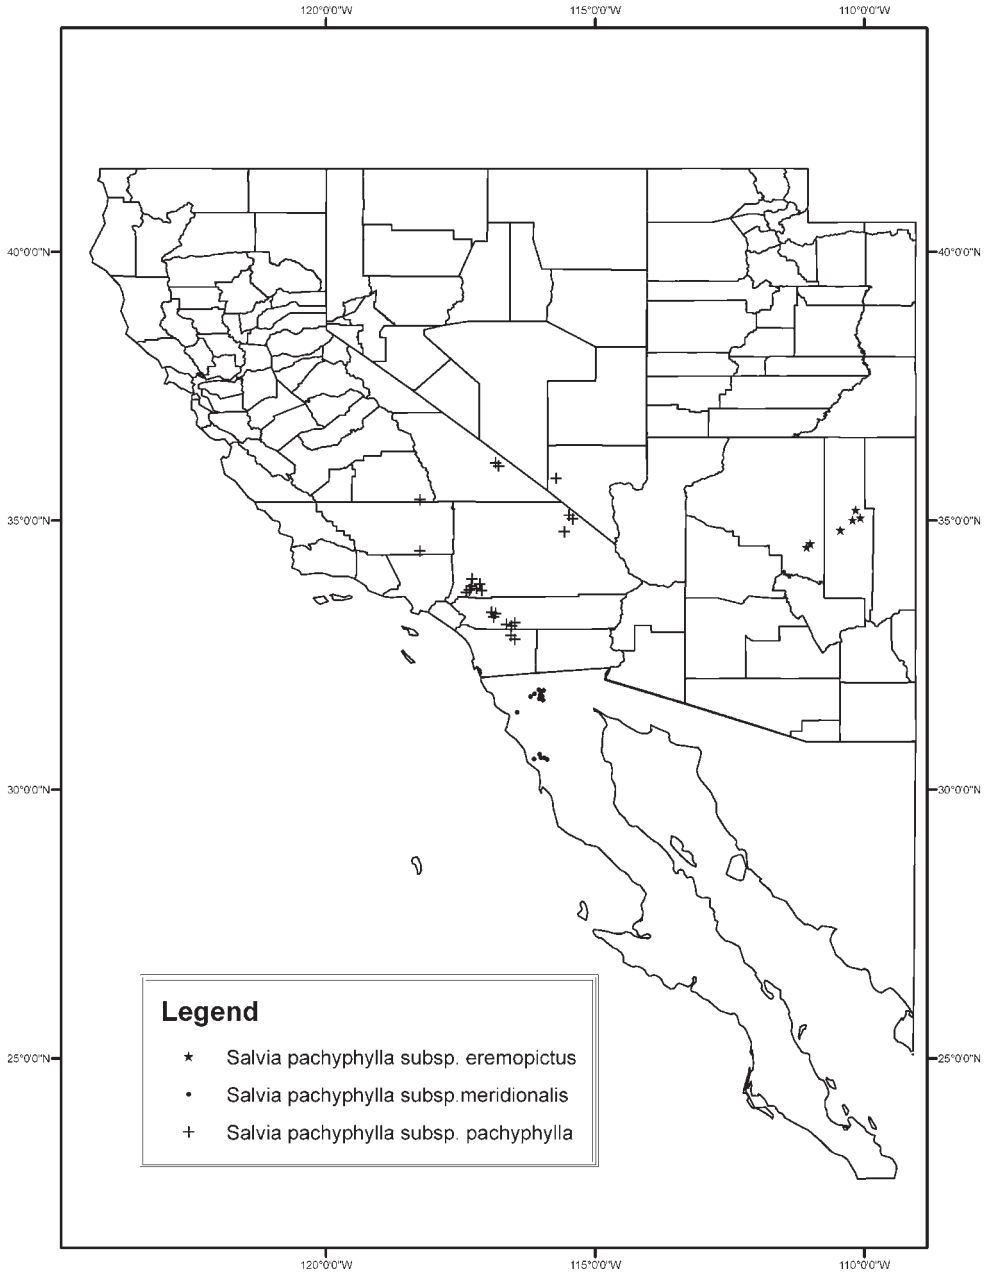 120°0'0"W 115°0'0"W 110°0'0"W
40°0'0"N 40°0'0"N
35°0'0"N 35°0'0"N
30°0'0"N 30°0'0"N
25°0'0"N 25°0'0"N
Legend
Salvia pachyphylla subsp. eremopictus
Salvia pachyphylla subsp.meridionalis
Salvia pachyphylla subsp. pachyphylla
120°0'0"W 115°0'0"W 110°0'0"W